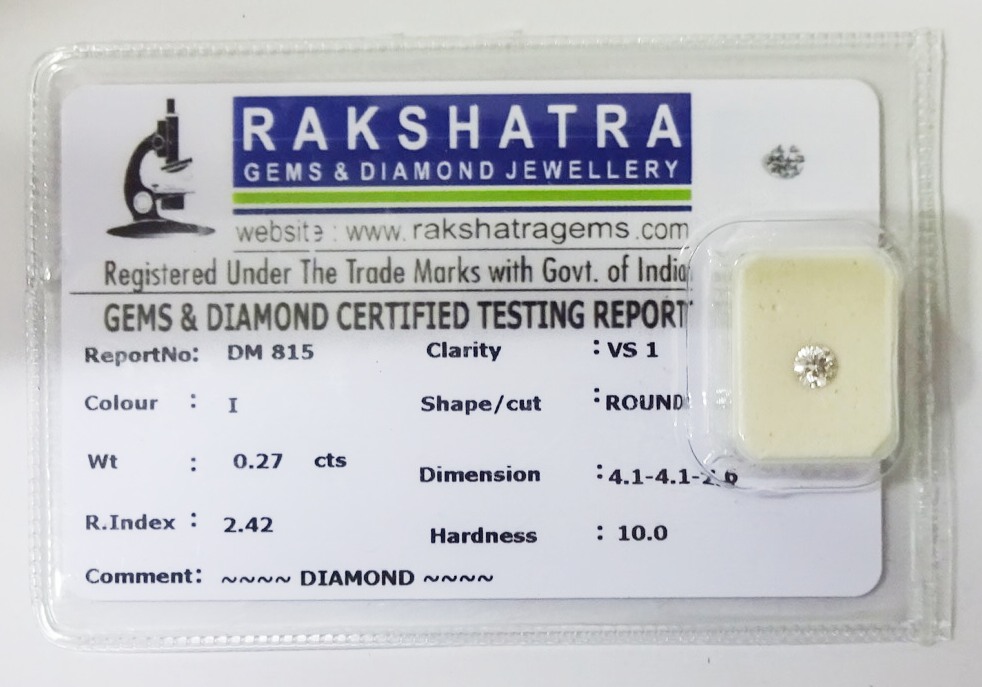 RAKSHATRA
GEMS & DIAMOND JEWELLERY
website : www. rakshatragems .com
Registered Under The Trade Marks with Govt. of India
GEMS & DIAMOND CERTIFIED TESTING REPORT
ReportNo: DM 815 Clarity : VS 1
Colour : I Shape/cut : ROUND
Wt : 0.27 cts Dimension : 4.1-4.1-2.6
R.Index : 2.42 Hardness : 10.0
Comment: ~~~~ DIAMOND ~~~~